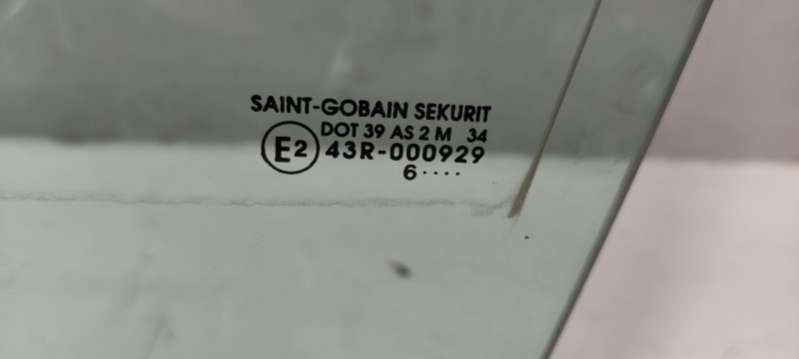 SAINT-GOBAIN SEKURIT
DOT 39 AS 2 M 34
E2 43R-000929
6····